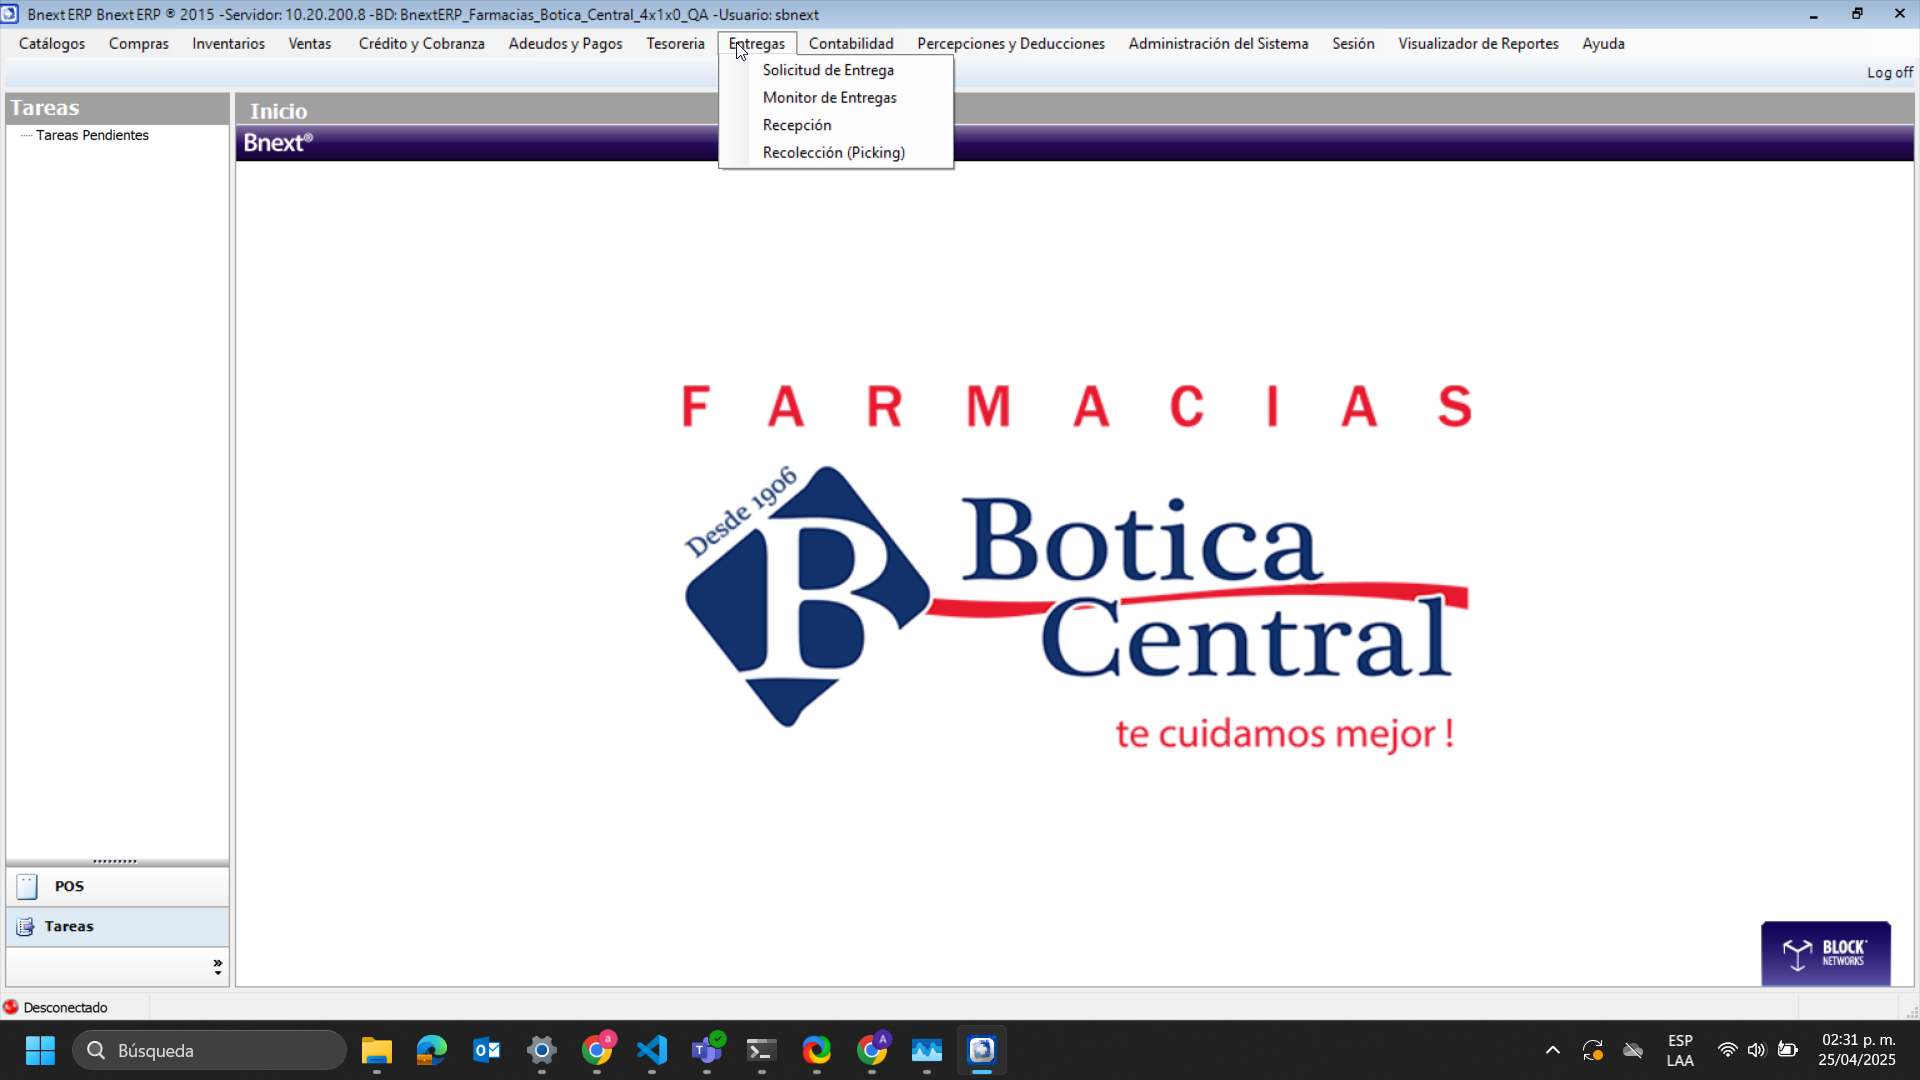 Bnext ERP Bnext ERP ® 2015 -Servidor: 10.20.200.8 -BD: BnextERP_Farmacias_Botica_Central_4x1x0_QA -Usuario: sbnext
Catálogos Compras Inventarios Ventas Crédito y Cobranza Adeudos y Pagos Tesoreria Entregas Contabilidad Percepciones y Deducciones Administración del Sistema Sesión Visualizador de Reportes Ayuda
Log off
Solicitud de Entrega
Monitor de Entregas
Recepción
Recolección (Picking)
Tareas
Tareas Pendientes
Inicio
Bnext®
FARMACIAS
Desde 1906
B
Botica
Central
te cuidamos mejor !
POS
Tareas
BLOCK
NETWORKS
Desconectado
Búsqueda
ESP
LAA
02:31 p. m.
25/04/2025